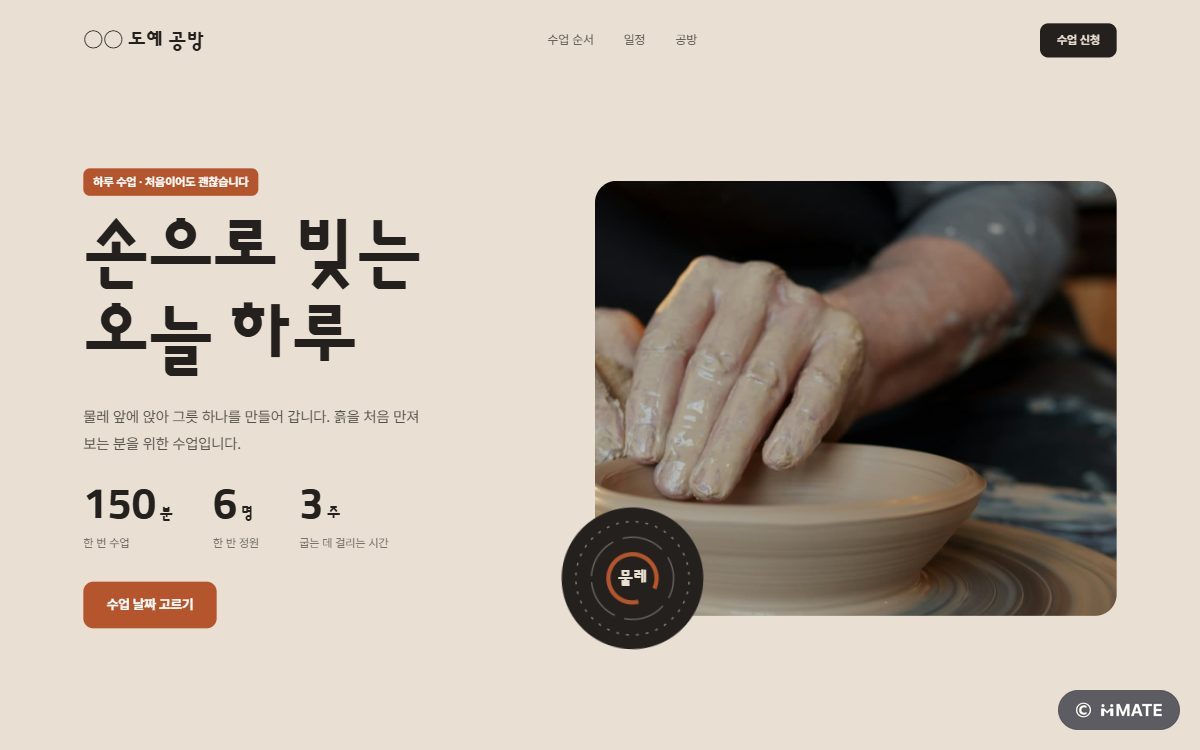 ○○ 도예 공방
수업 순서 일정 공방
수업 신청
하루 수업 · 처음이어도 괜찮습니다
손으로 빚는
오늘 하루
물레 앞에 앉아 그릇 하나를 만들어 갑니다. 흙을 처음 만져
보는 분을 위한 수업입니다.
150분 6명 3주
한 번 수업 한 반 정원 굽는 데 걸리는 시간
수업 날짜 고르기
물레
© MMATE